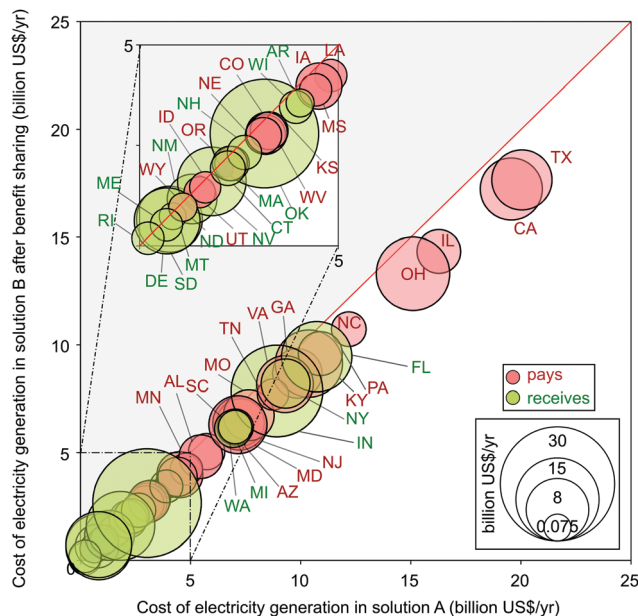 Cost of electricity generation in solution B after benefit sharing (billion US$/yr)
25
20
15
10
5
0
5
AR
LA
IA
WI
CO
NE
NH
MS
ID
OR
NM
KS
WY
WV
ME
MA
OK
RI
CT
ND
UT
NV
MT
DE
SD
5
TX
CA
IL
OH
NC
GA
VA
TN
FL
MO
PA
KY
AL
SC
MN
NY
IN
NJ
MD
AZ
MI
WA
pays
receives
billion US$/yr
30
15
8
0.075
5
10
15
20
25
Cost of electricity generation in solution A (billion US$/yr)